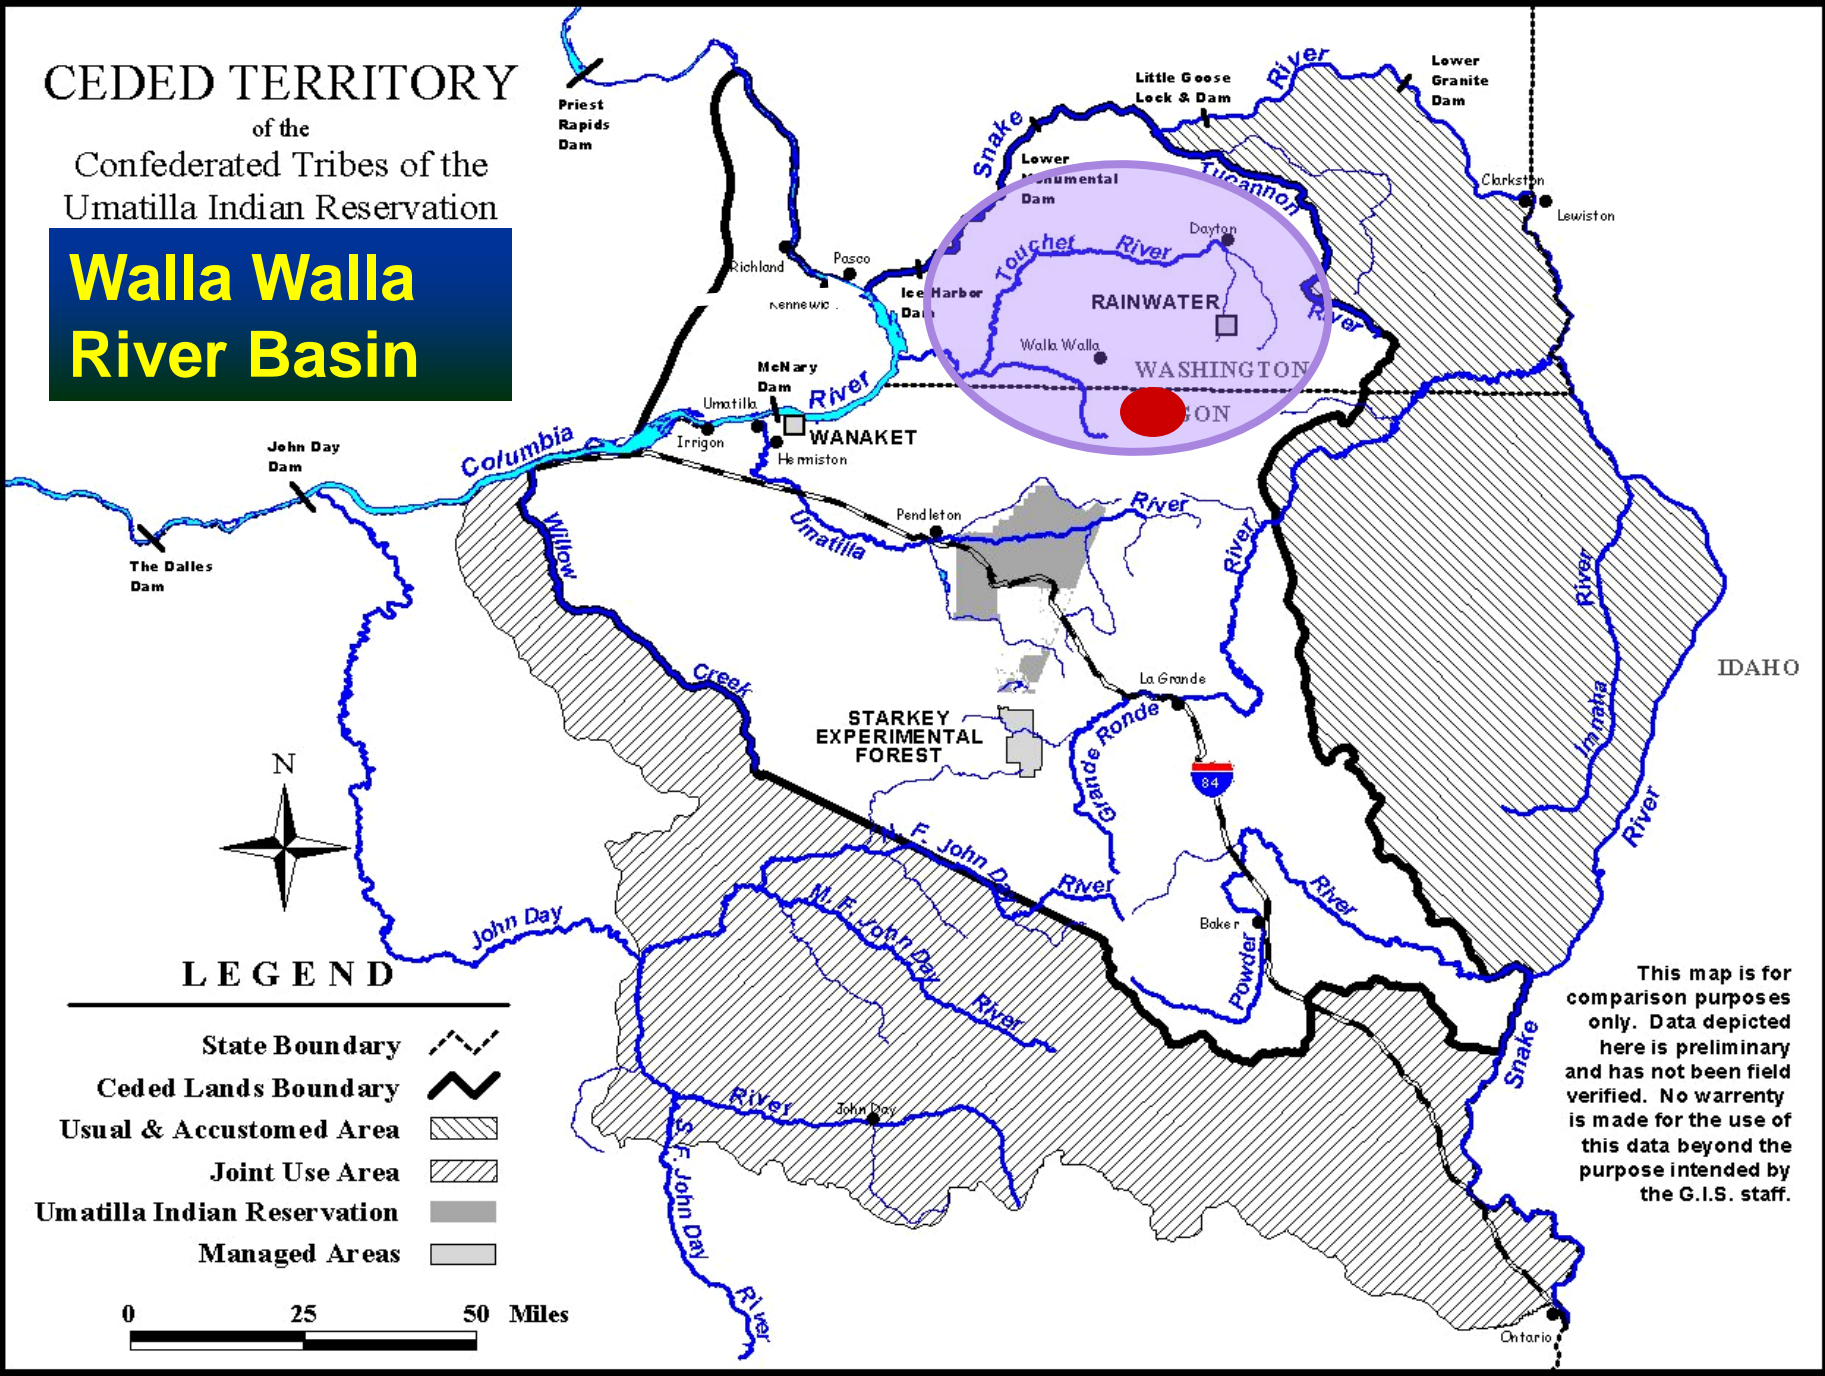 CEDED TERRITORY
of the
Confederated Tribes of the
Umatilla Indian Reservation
Walla Walla
River Basin
Priest
Rapids
Dam
Little Goose
Lock & Dam
River
Lower
Granite
Dam
Snake
Lower
Monumental
Dam
Tucannon
River
Clarkston
Lewiston
Richland
Pasco
Kennewic
Ice Harbor
Dam
Touchet
River
Dayton
RAINWATER
Walla Walla
WASHINGTON
GON
McNary
Dam
Umatilla
River
Irrigon
WANAKET
Hermiston
Columbia
John Day
Dam
The Dalles
Dam
Willow
Creek
Umatilla
Pendleton
River
River
River
Imnaha
River
IDAHO
La Grande
Grande Ronde
STARKEY
EXPERIMENTAL
FOREST
84
N
N. F. John Day
River
M. F. John Day
River
River
Baker
Powder
Snake
John Day
River
John Day
S. F. John Day
River
Ontario
LEGEND
State Boundary
Ceded Lands Boundary
Usual & Accustomed Area
Joint Use Area
Umatilla Indian Reservation
Managed Areas
0 25 50 Miles
This map is for
comparison purposes
only. Data depicted
here is preliminary
and has not been field
verified. No warrenty
is made for the use of
this data beyond the
purpose intended by
the G.I.S. staff.